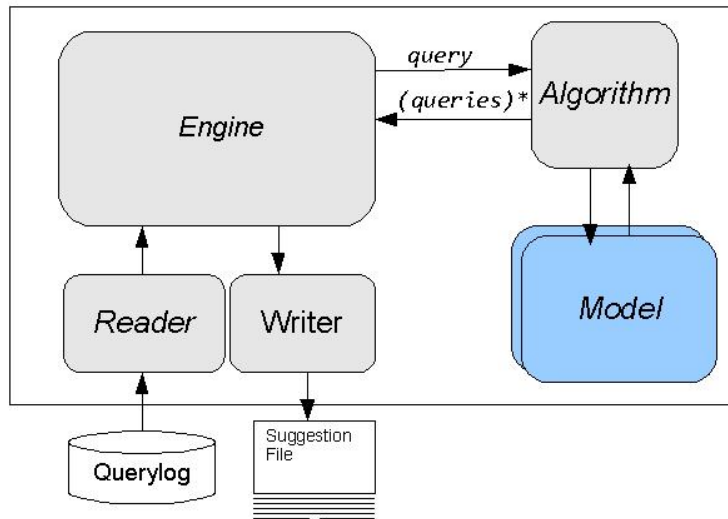 query
(queries)*
Engine
Algorithm
Reader
Writer
Model
Querylog
Suggestion
File